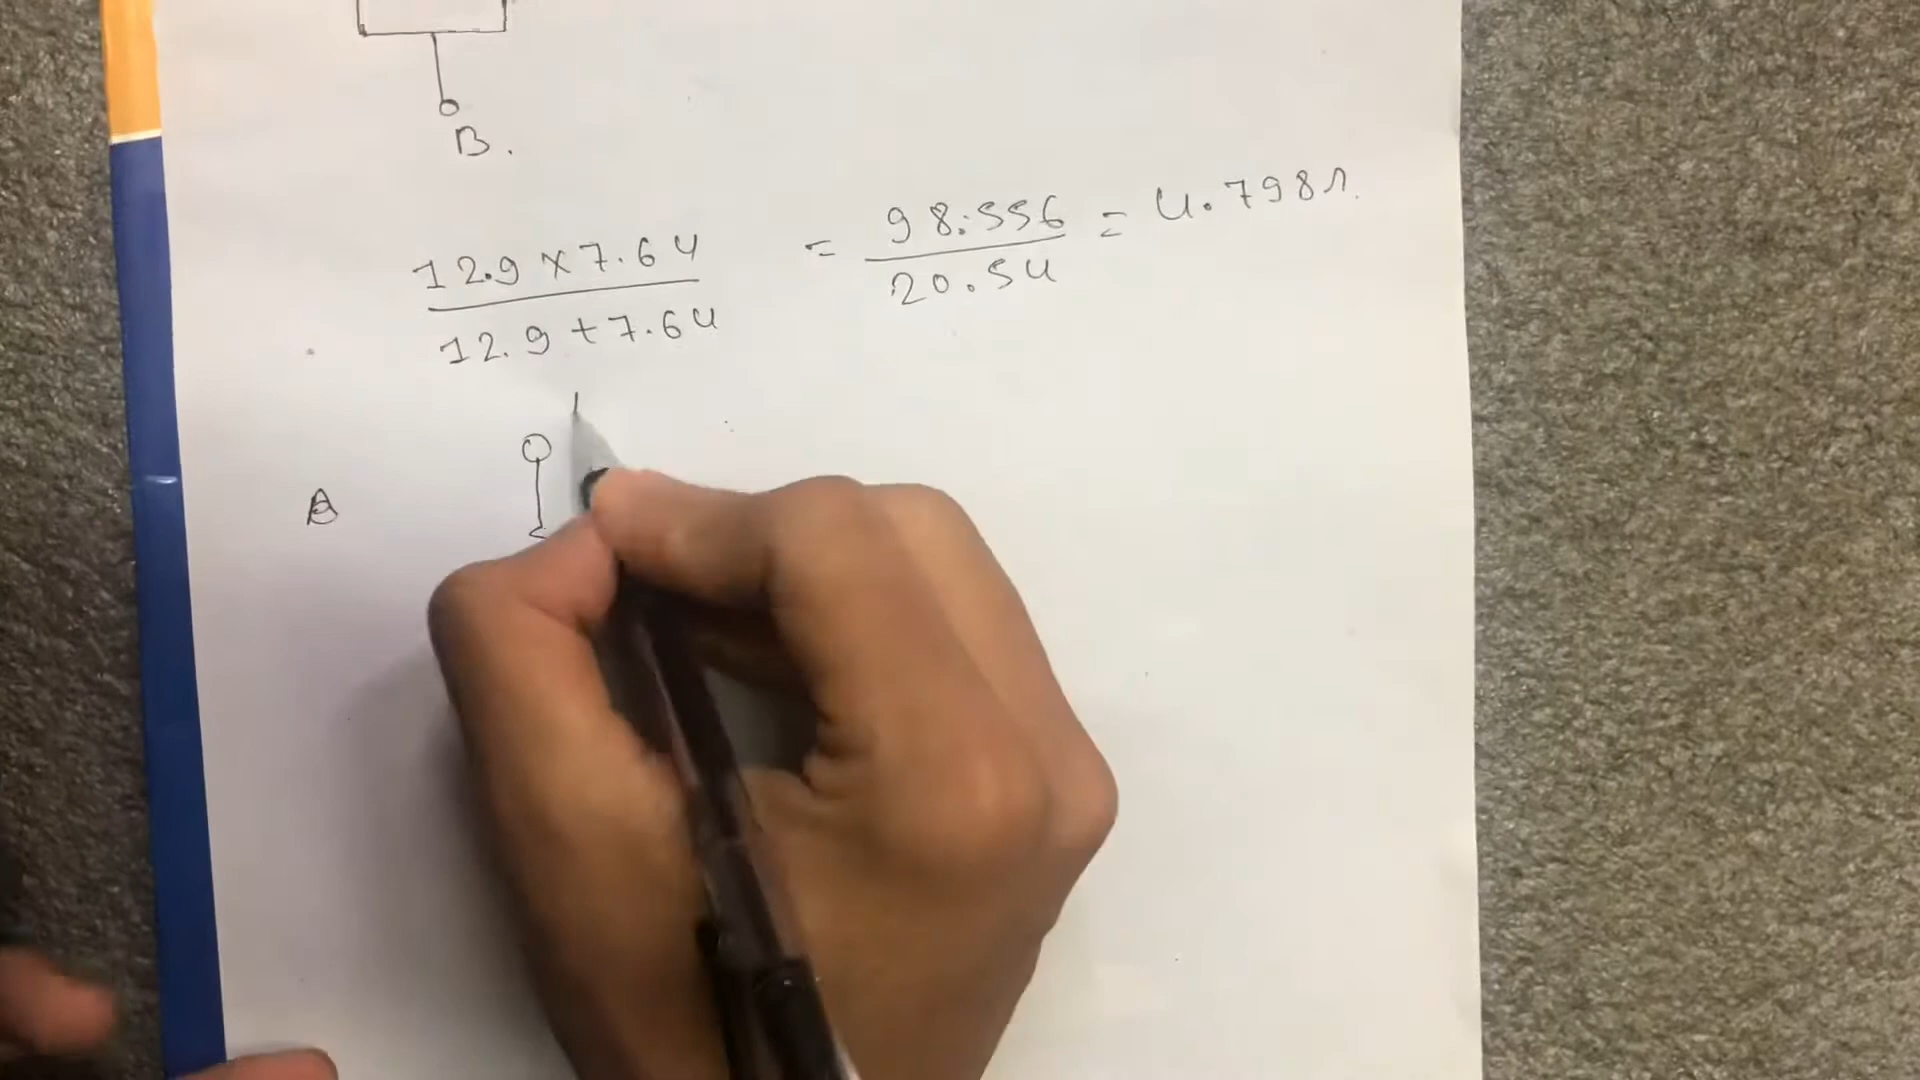 B.
12.9 x 7.64 = 98.556 = 4.798Ω.
12.9 + 7.64 20.54
A